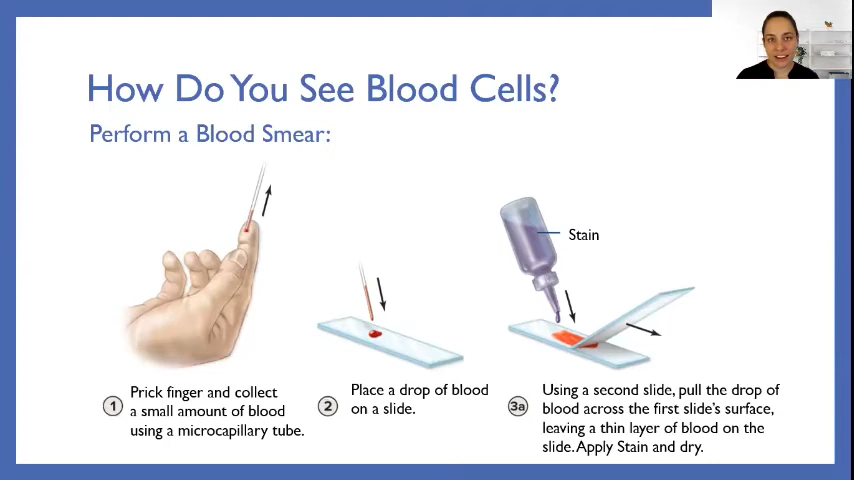 How Do You See Blood Cells?
Perform a Blood Smear:
Stain
1 Prick finger and collect
a small amount of blood
using a microcapillary tube.
2 Place a drop of blood
on a slide.
3a Using a second slide, pull the drop of
blood across the first slide's surface,
leaving a thin layer of blood on the
slide. Apply Stain and dry.